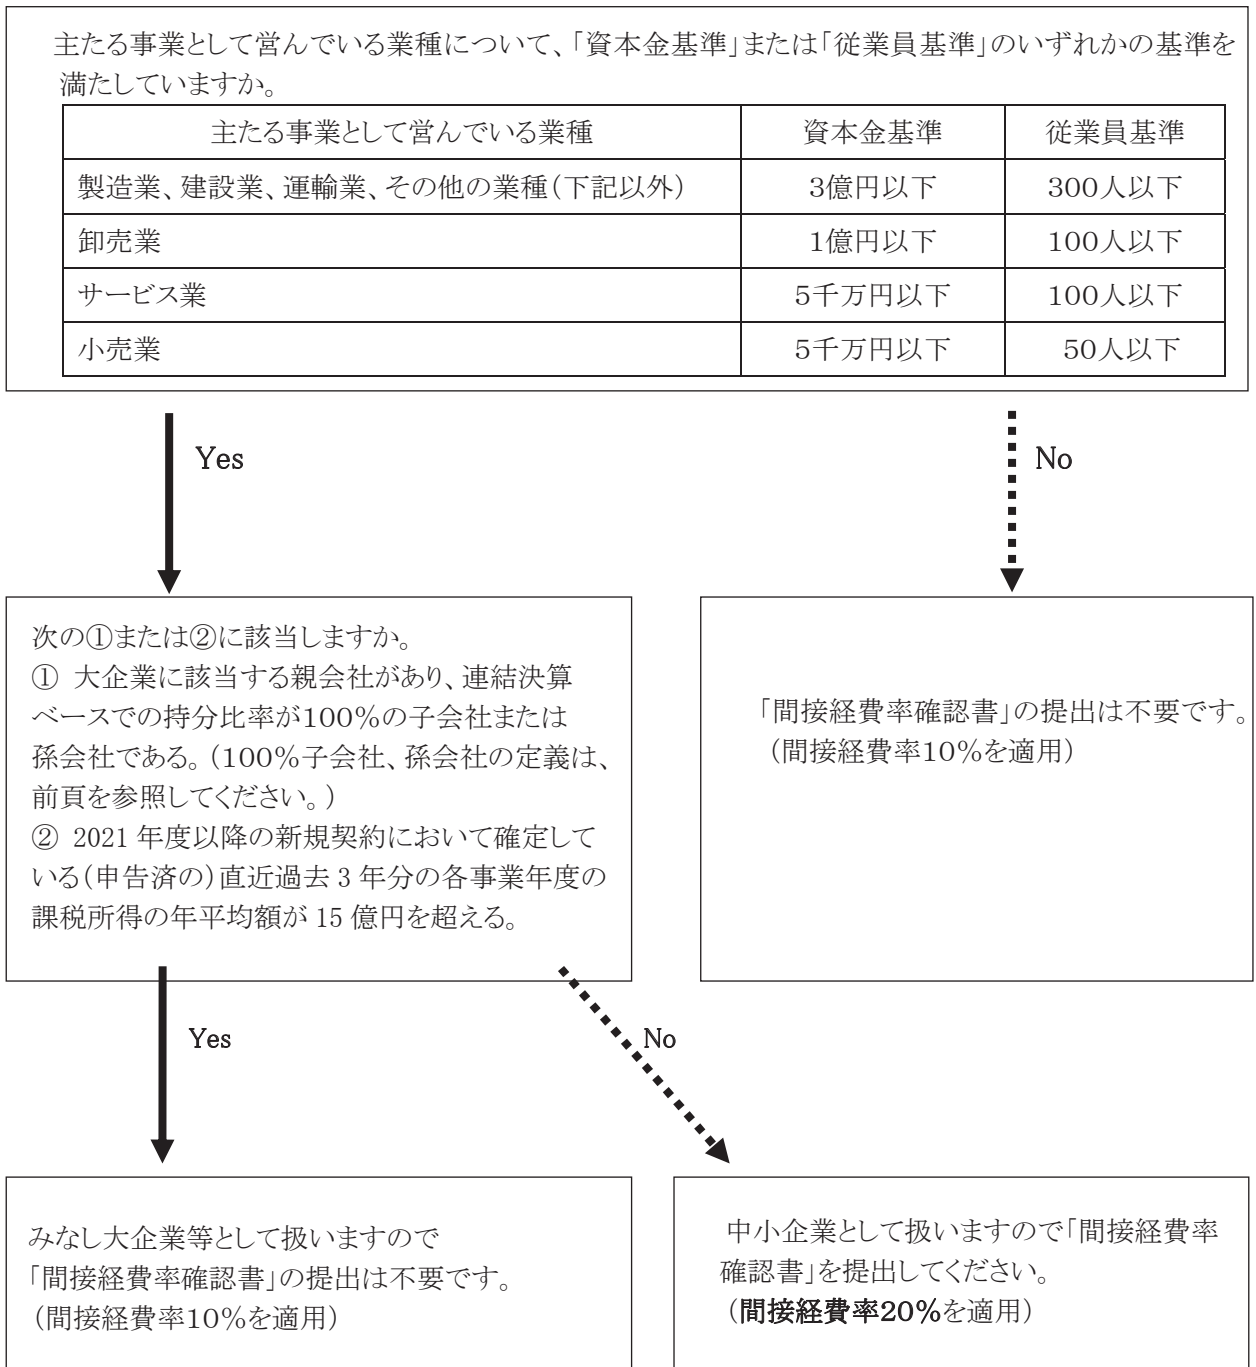 主たる事業として営んでいる業種について、「資本金基準」または「従業員基準」のいずれかの基準を
満たしていますか。
主たる事業として営んでいる業種 資本金基準 従業員基準
製造業、建設業、運輸業、その他の業種(下記以外) 3億円以下 300人以下
卸売業 1億円以下 100人以下
サービス業 5千万円以下 100人以下
小売業 5千万円以下 50人以下
Yes
No
次の①または②に該当しますか。
① 大企業に該当する親会社があり、連結決算
ベースでの持分比率が100%の子会社または
孫会社である。(100%子会社、孫会社の定義は、
前頁を参照してください。)
② 2021 年度以降の新規契約において確定して
いる(申告済の)直近過去 3 年分の各事業年度の
課税所得の年平均額が 15 億円を超える。
「間接経費率確認書」の提出は不要です。
(間接経費率10%を適用)
Yes
No
みなし大企業等として扱いますので
「間接経費率確認書」の提出は不要です。
(間接経費率10%を適用)
中小企業として扱いますので「間接経費率
確認書」を提出してください。
(間接経費率20%を適用)